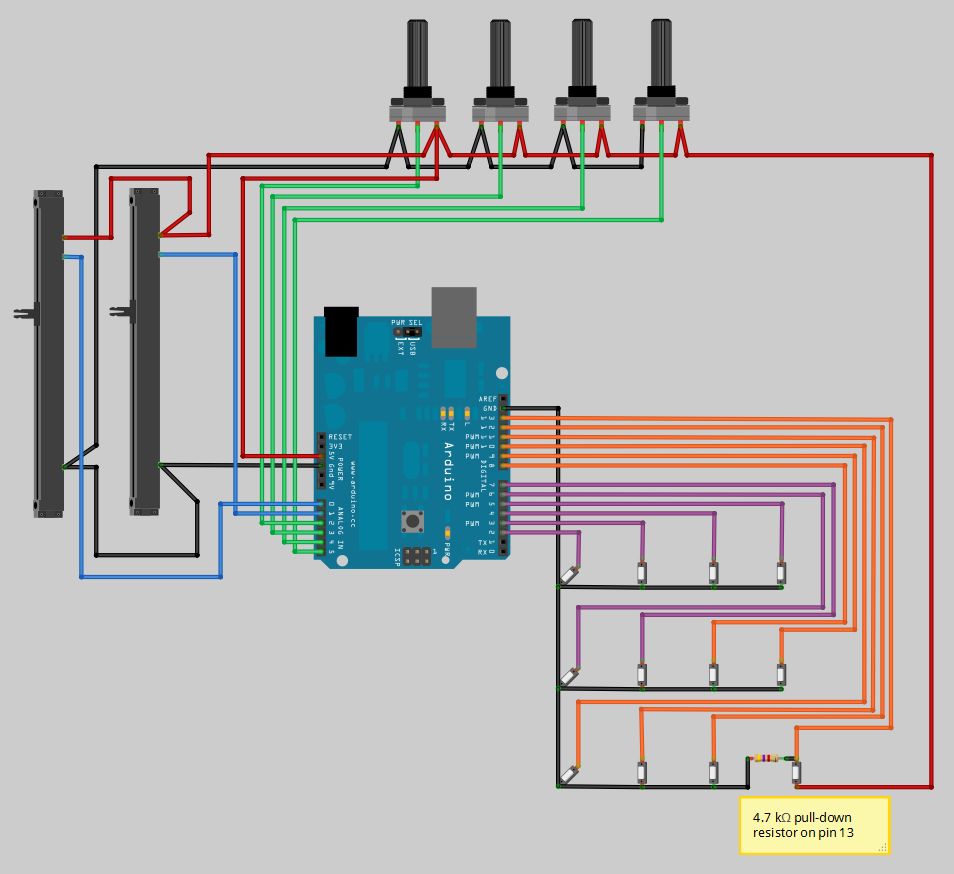 PWR SEL
EXT
USB
AREF
GND
RX
TX
L
RESET
3V3
5V
Gnd
9V
POWER
www.arduino.cc
Arduino
13
12
PWM 11
PWM 10
PWM 9
8
DIGITAL
7
PWM 6
PWM 5
4
PWM 3
2
TX
RX
ANALOG IN
0
1
2
3
4
5
PWR
ICSP
1
4.7 kΩ pull-down
resistor on pin 13